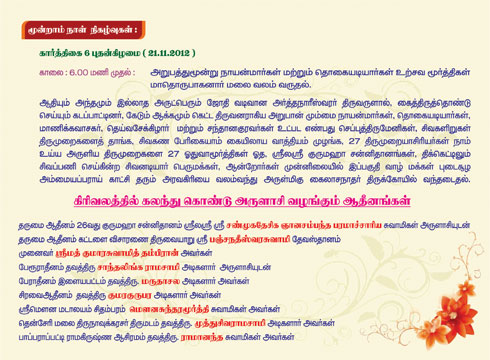 மூன்றாம் நாள் நிகழ்வுகள் :
கார்த்திகை 6 புதன்கிழமை ( 21.11.2012 )
காலை : 6.00 மணி முதல் : அறுபத்துமூன்று நாயன்மார்கள் மற்றும் தொகையடியார்கள் உற்சவ மூர்த்திகள்
மாதொருபாகனார் மலை வலம் வருதல்.
ஆதியும் அந்தமும் இல்லாத அருட்பெரும் ஜோதி வடிவான அர்த்தநாரீஸ்வரர் திருவருளால், கைத்திருத்தொண்டு
செய்யும் கடப்பாட்டினர், கேடும் ஆக்கமும் கெட்ட திருவினராகிய அறுபான் மும்மை நாயன்மார்கள், தொகையடியார்கள்,
மாணிக்கவாசகர், தெய்வசேக்கிழார் மற்றும் சந்தானகுரவர்கள் உட்பட எண்பது செப்புத்திருமேனிகள், சிவகளிறுகள்
திருமுறைகளைத் தாங்க, சிவகண பேரிகையாம் கையிலாய வாத்தியம் முழங்க, 27 திருமுறையாசிரியர்கள் நாம்
உய்ய அருளிய திருமுறைகளை 27 ஓதுவாமூர்த்திகள் ஓத, ஸ்ரீலஸ்ரீ குருமஹா சன்னிதானங்கள், திக்கெட்டிலும்
சிவப்பணி செய்கின்ற சிவனடியார் பெருமக்கள், ஆன்றோர்கள் முன்னிலையில் இப்பகுதி வாழ் மக்கள் புடைசூழ
அம்மையப்பராய் காட்சி தரும் அரவகிரியை வலம்வந்து அருள்மிகு கைலாசநாதர் திருக்கோயில் வந்தடைதல்.
கிரிவலத்தில் கலந்து கொண்டு அருளாசி வழங்கும் ஆதீனங்கள்
தருமை ஆதீனம் 26வது குருமஹா சன்னிதானம் ஸ்ரீலஸ்ரீ ஸ்ரீ சண்முகதேசிக ஞானசம்பந்த பரமாச்சாரிய சுவாமிகள் அருளாசியுடன்
தருமை ஆதீனம் கட்டளை விசாரணை திருவையாறு ஸ்ரீ பஞ்சநதீஸ்வரசுவாமி தேவஸ்தானம்
முனைவர் ஸ்ரீமத் குமாரசுவாமித் தம்பிரான் அவர்கள்
பேரூராதீனம் தவத்திரு சாந்தலிங்க ராமசாமி அடிகளார் அருளாசியுடன்
பேராதீனம் இளையபட்டம் தவத்திரு. மருதாசல அடிகளார் அவர்கள்
சிரவைஆதீனம் தவத்திரு குமரகுருபர அடிகளார் அவர்கள்
ஸ்ரீமௌன மடாலயம் சிதம்பரம் மௌனசுந்தரமூர்த்தி சுவாமிகள் அவர்கள்
தென்சேரி மலை திருநாவுக்கரசர் திருமடம் தவத்திரு. முத்துசிவராமசாமி அடிகளார் அவர்கள்
பாப்பரப்பட்டி ராமகிருஷ்ண ஆசிரமம் தவத்திரு. ராமானந்த சுவாமிகள் அவர்கள்